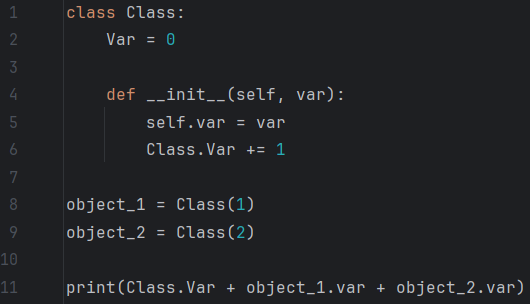 1 class Class:
2     Var = 0
3
4     def __init__(self, var):
5         self.var = var
6         Class.Var += 1
7
8 object_1 = Class(1)
9 object_2 = Class(2)
10
11 print(Class.Var + object_1.var + object_2.var)